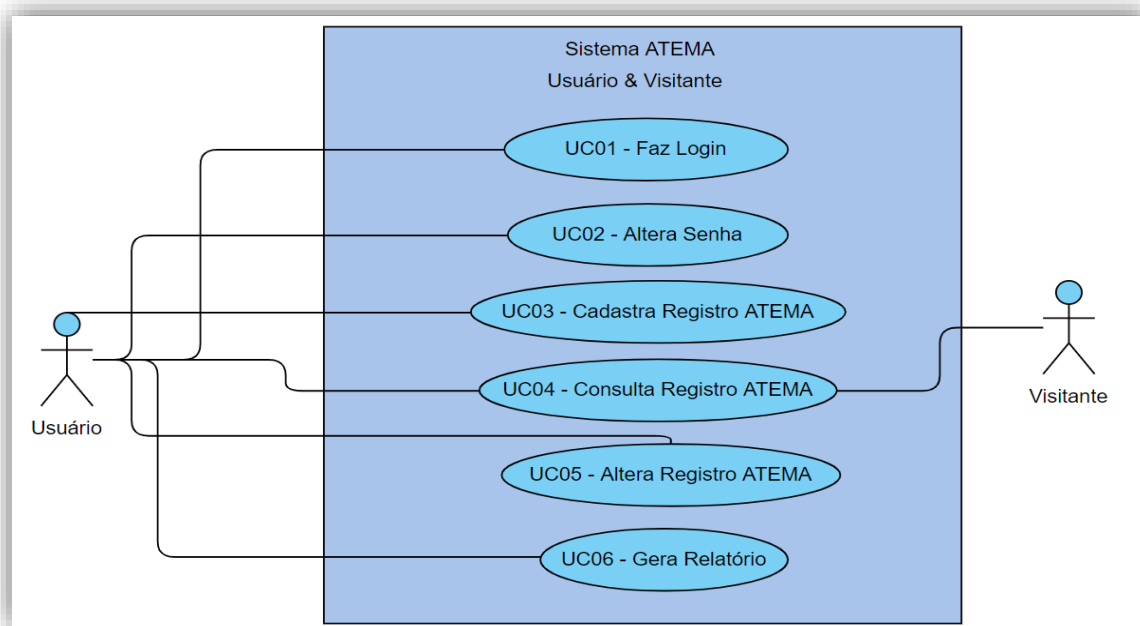 Sistema ATEMA
Usuário & Visitante
UC01 - Faz Login
UC02 - Altera Senha
UC03 - Cadastra Registro ATEMA
UC04 - Consulta Registro ATEMA
UC05 - Altera Registro ATEMA
UC06 - Gera Relatório
Usuário
Visitante